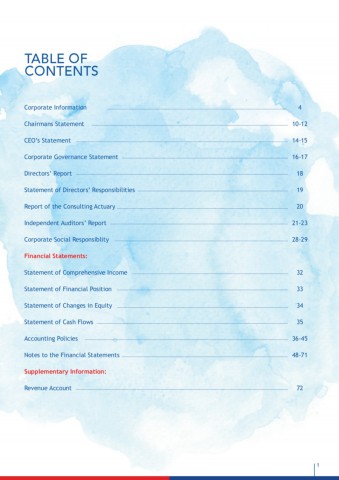 TABLE OF
CONTENTS
Corporate Information 4
Chairmans Statement 10-12
CEO's Statement 14-15
Corporate Governance Statement 16-17
Directors' Report 18
Statement of Directors' Responsibilities 19
Report of the Consulting Actuary 20
Independent Auditors' Report 21-23
Corporate Social Responsiblity 28-29
Financial Statements:
Statement of Comprehensive Income 32
Statement of Financial Position 33
Statement of Changes in Equity 34
Statement of Cash Flows 35
Accounting Policies 36-45
Notes to the Financial Statements 48-71
Supplementary Information:
Revenue Account 72
1